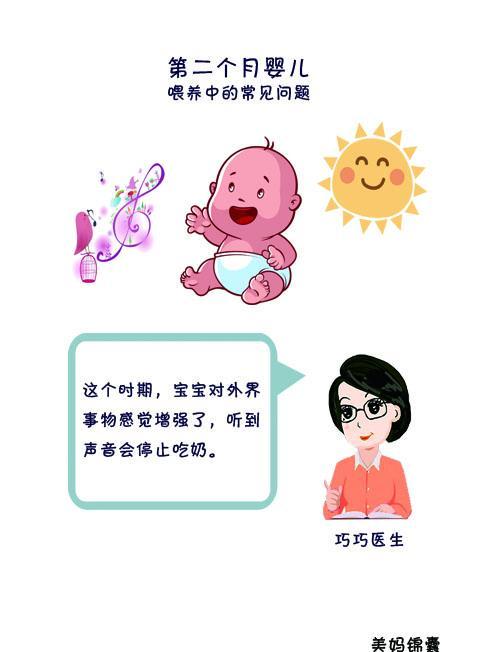 第二个月婴儿
喂养中的常见问题
这个时期，宝宝对外界
事物感觉增强了，听到
声音会停止吃奶。
巧巧医生
美妈锦囊